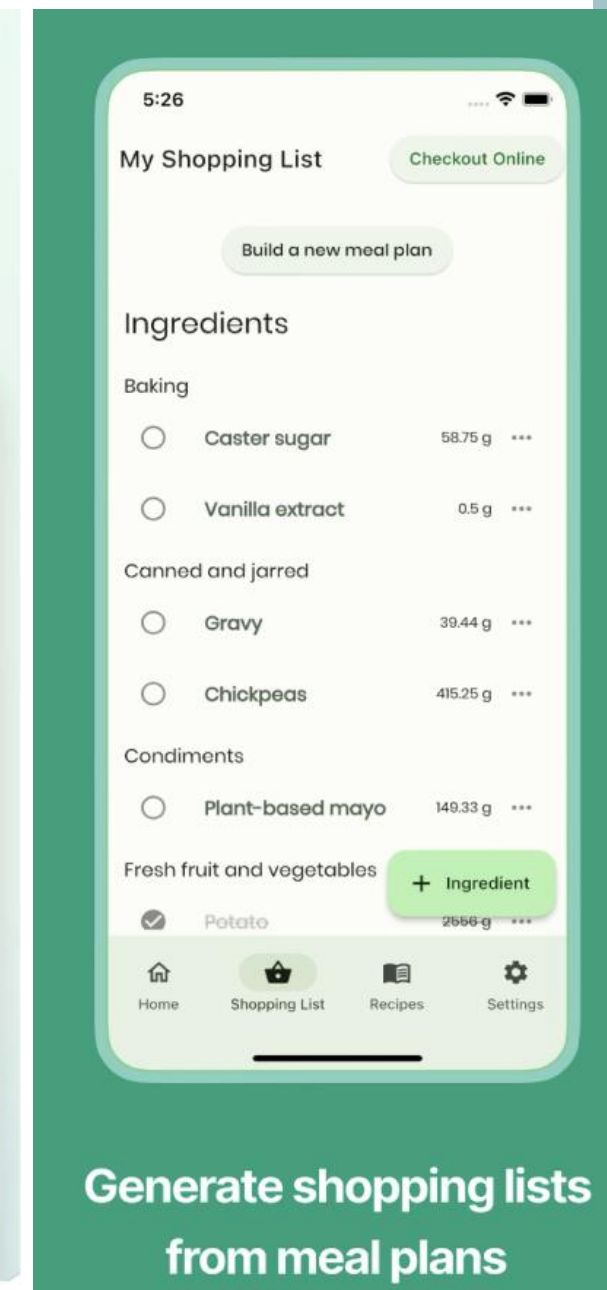 5:26
My Shopping List
Checkout Online
Build a new meal plan
Ingredients
Baking
Caster sugar 58.75 g
Vanilla extract 0.5 g
Canned and jarred
Gravy 39.44 g
Chickpeas 415.25 g
Condiments
Plant-based mayo 149.33 g
Fresh fruit and vegetables
+ Ingredient
Potato
Home Shopping List Recipes Settings
Generate shopping lists
from meal plans